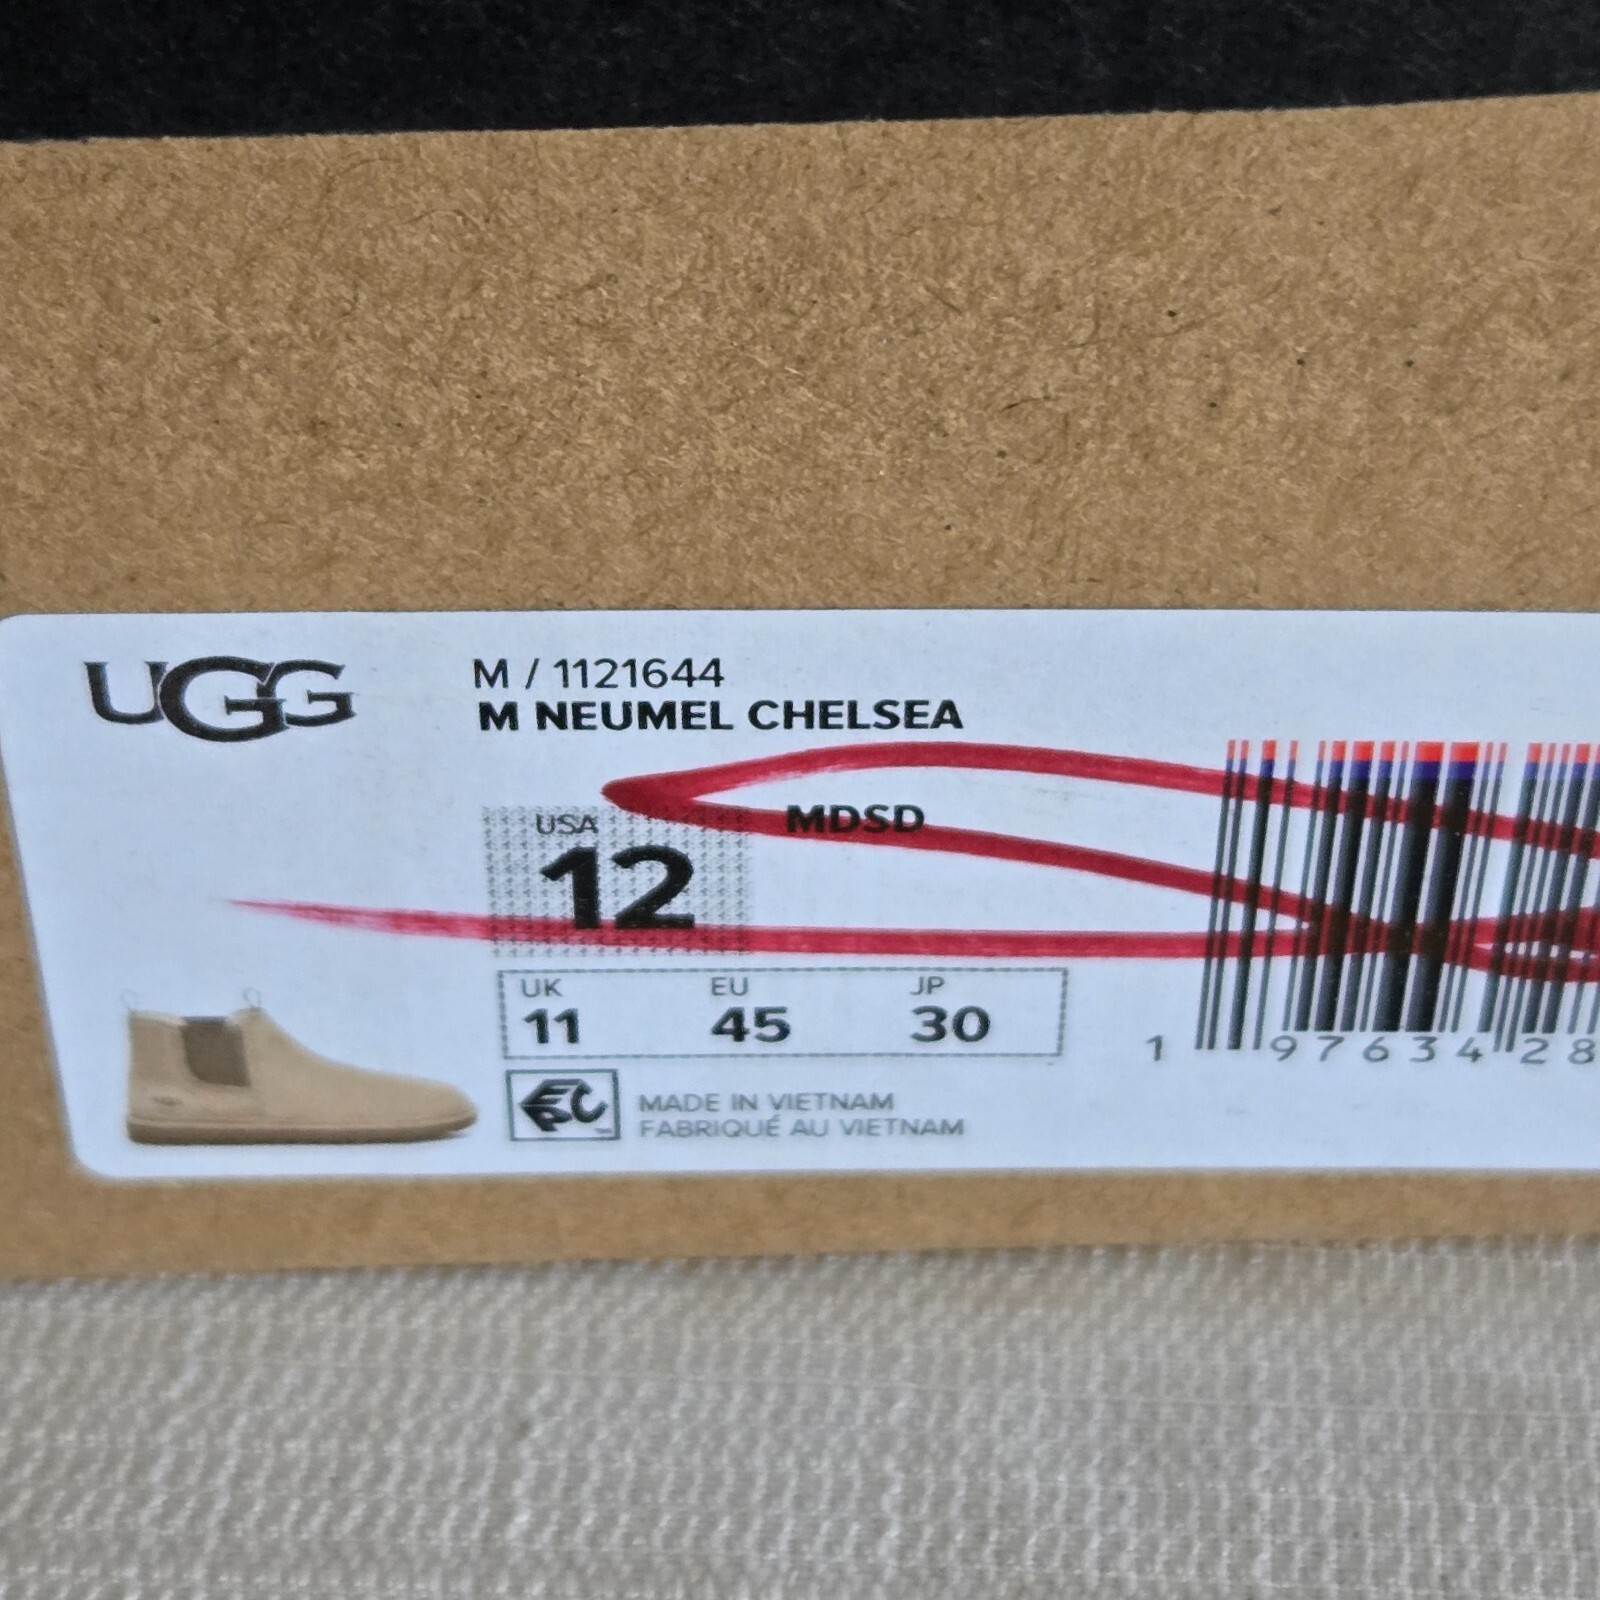 UGG
M / 1121644
M NEUMEL CHELSEA
USA
MDSD
12
UK EU JP
11 45 30
1 97634 28
MADE IN VIETNAM
FABRIQUÉ AU VIETNAM